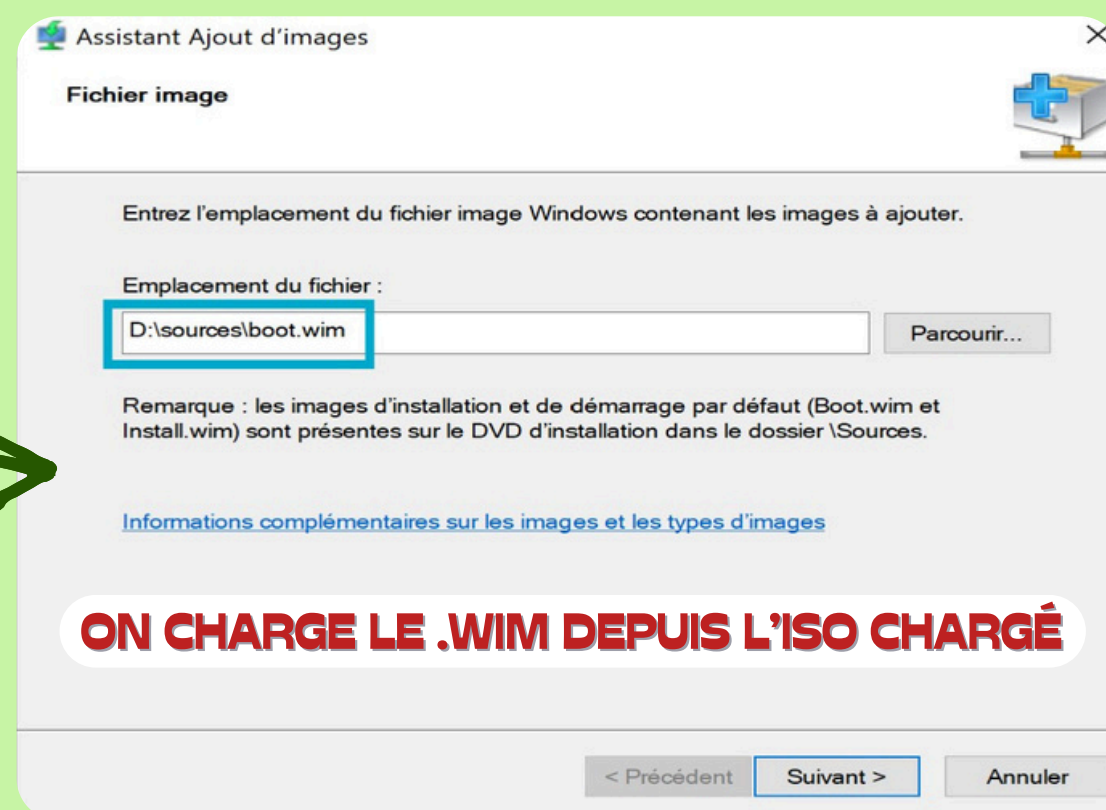 Assistant Ajout d’images
Fichier image
Entrez l’emplacement du fichier image Windows contenant les images à ajouter.
Emplacement du fichier :
D:\sources\boot.wim
Parcourir...
Remarque : les images d’installation et de démarrage par défaut (Boot.wim et
Install.wim) sont présentes sur le DVD d’installation dans le dossier \Sources.
Informations complémentaires sur les images et les types d’images
ON CHARGE LE .WIM DEPUIS L’ISO CHARGÉ
< Précédent
Suivant >
Annuler